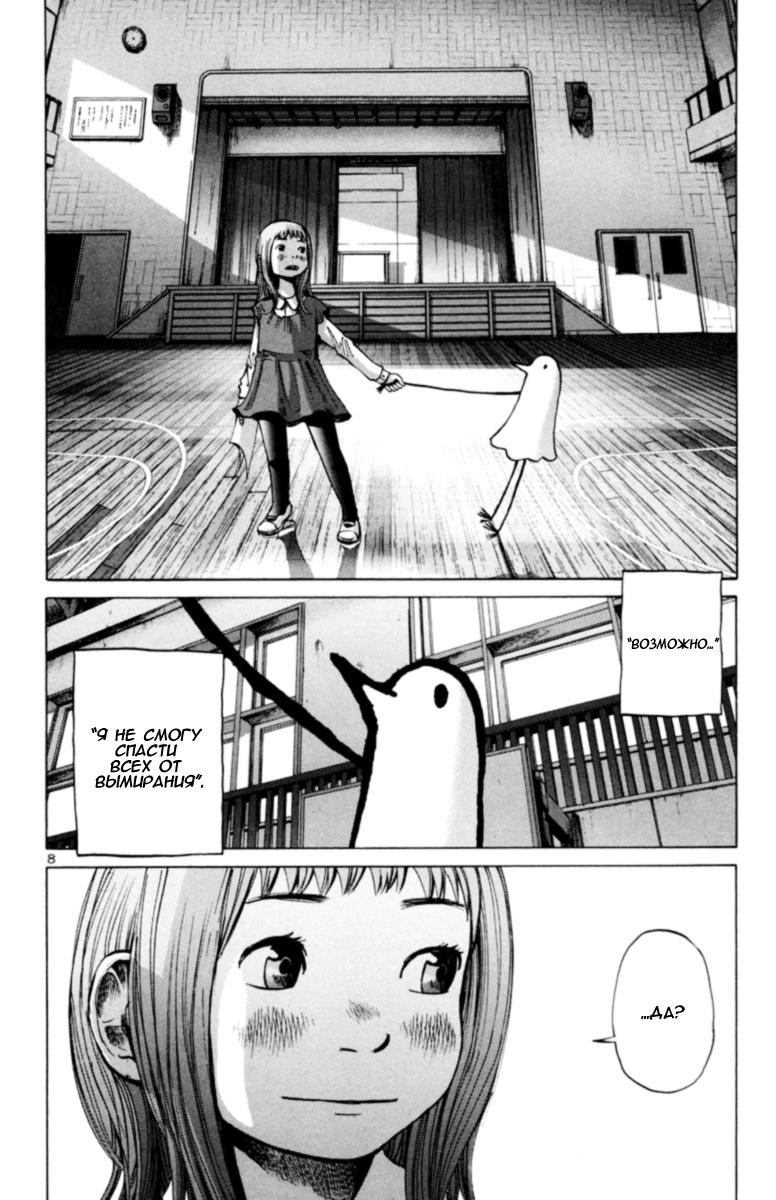 "ВОЗМОЖНО..."
"Я НЕ СМОГУ
СПАСТИ
ВСЕХ ОТ
ВЫМИРАНИЯ".
8
...ДА?